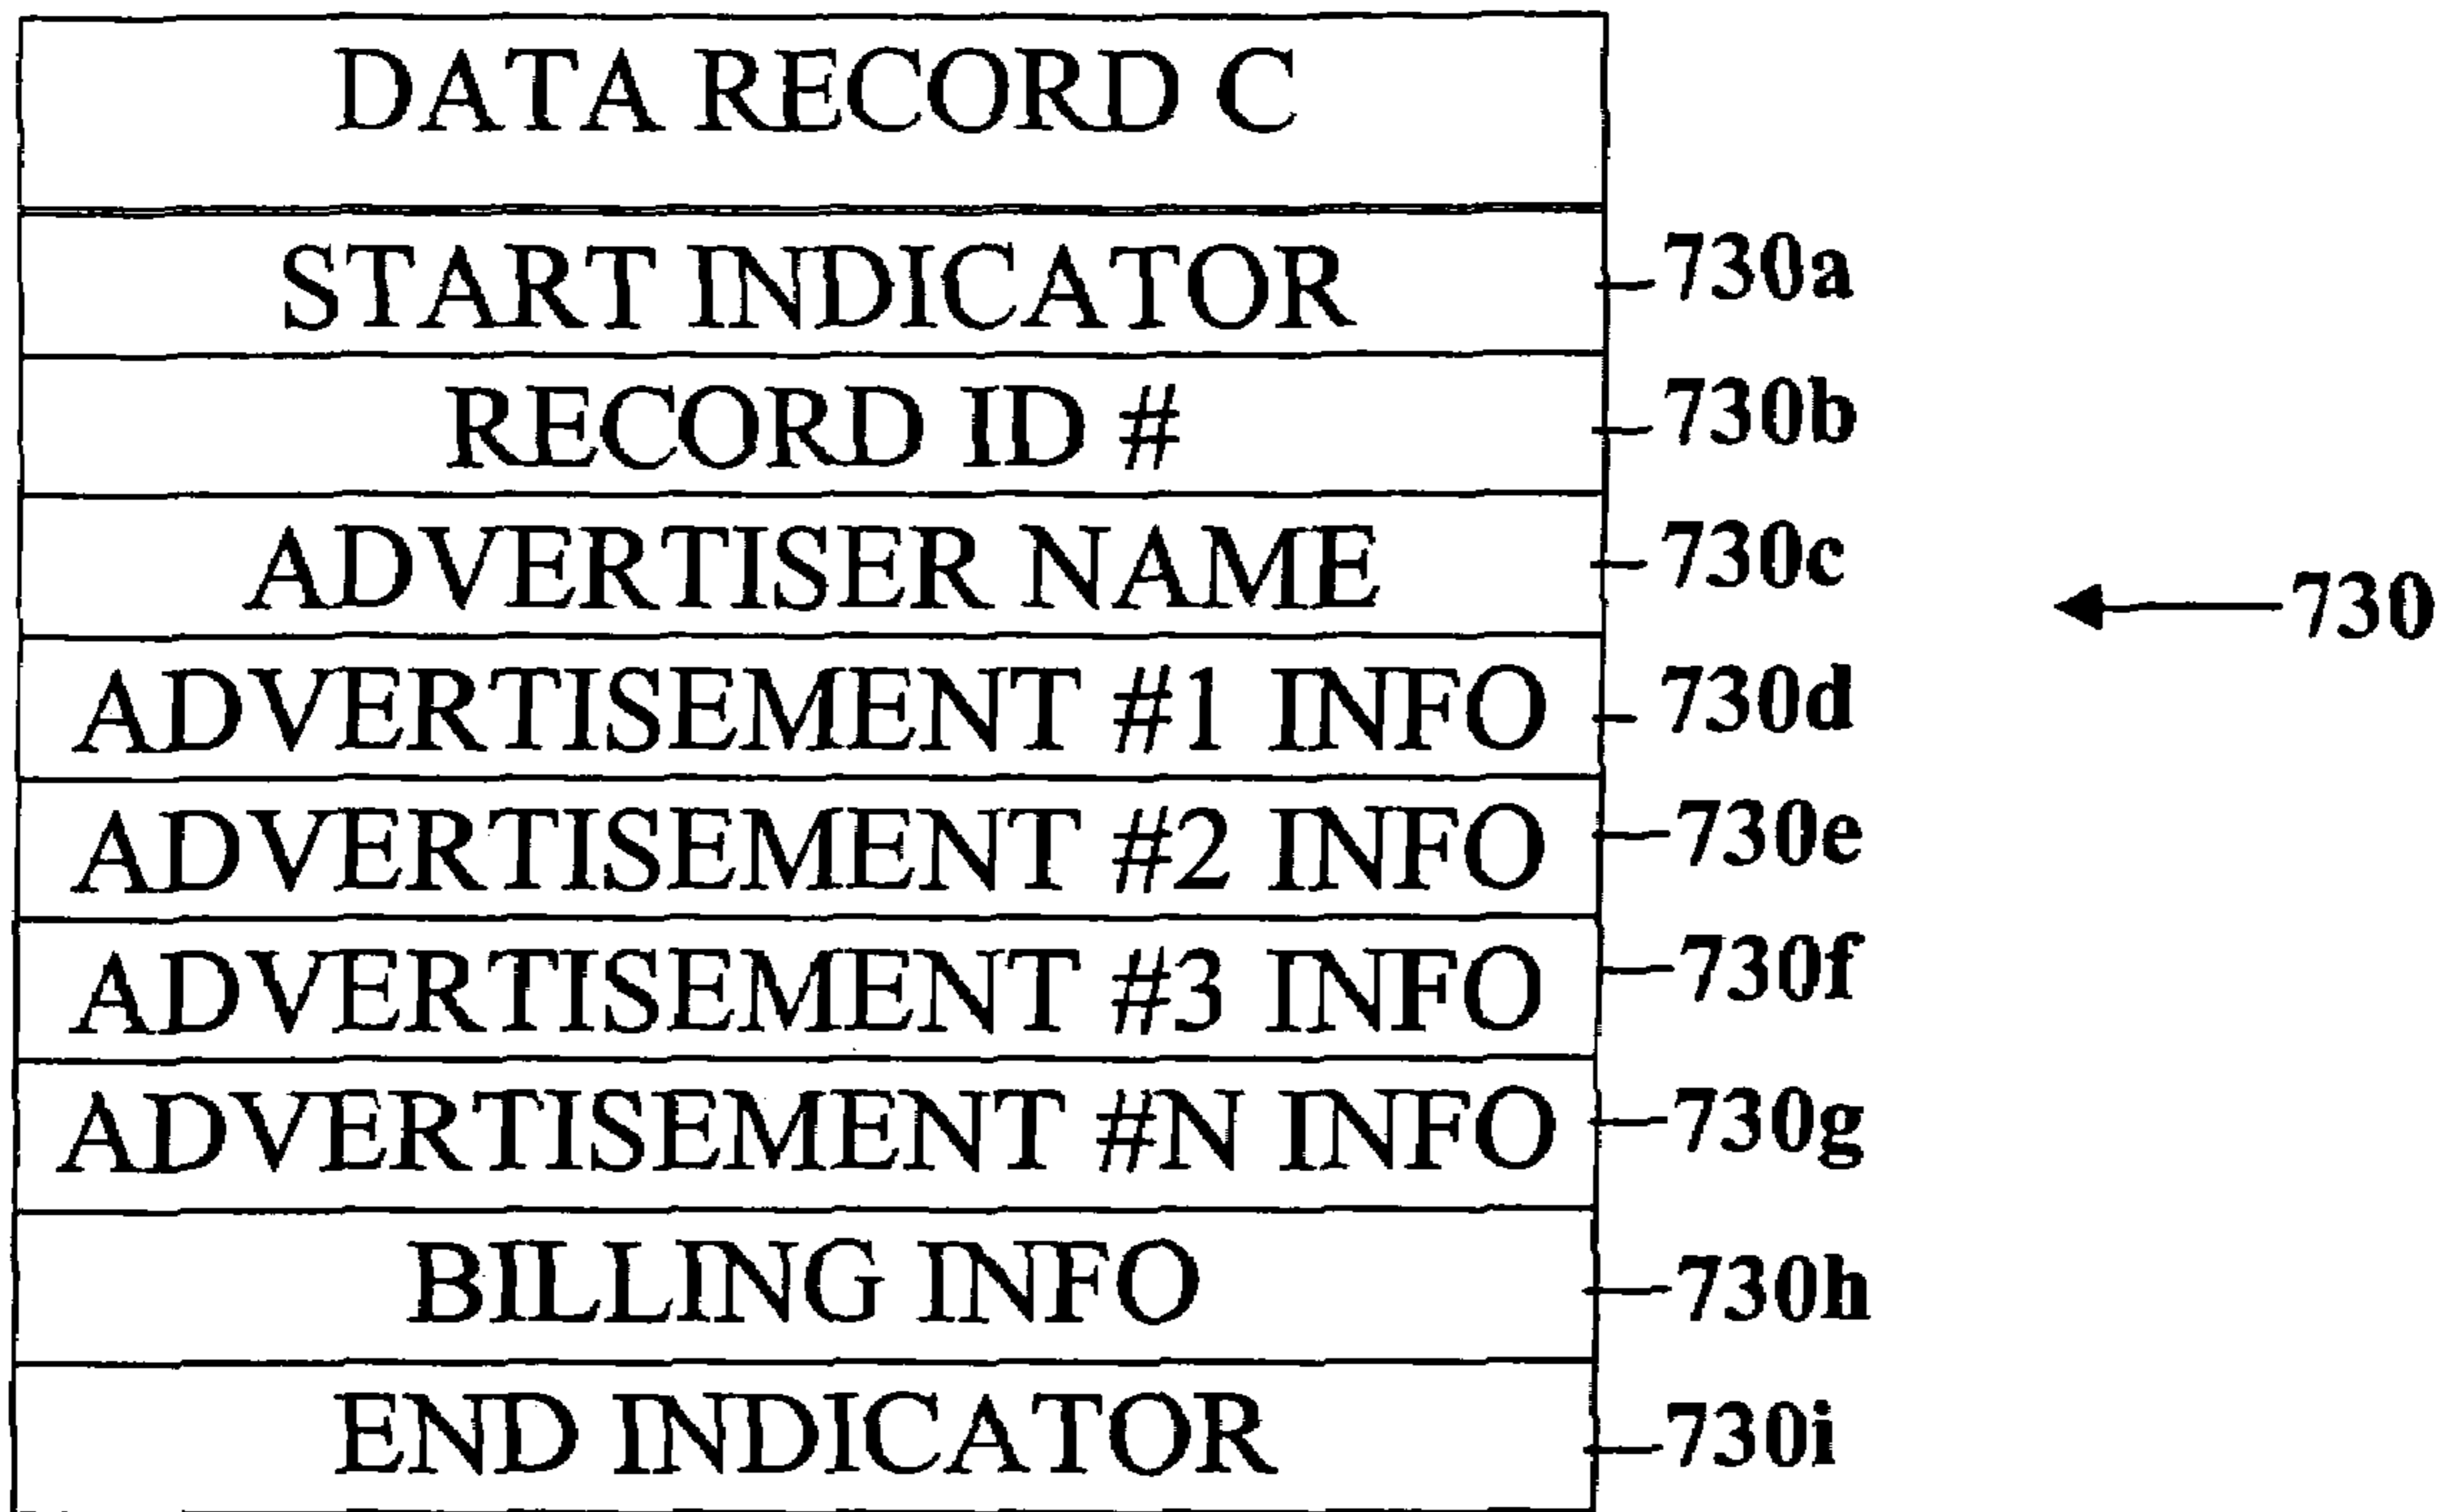 DATA RECORD C
START INDICATOR 730a
RECORD ID # 730b
ADVERTISER NAME 730c
730
ADVERTISEMENT #1 INFO 730d
ADVERTISEMENT #2 INFO 730e
ADVERTISEMENT #3 INFO 730f
ADVERTISEMENT #N INFO 730g
BILLING INFO 730h
END INDICATOR 730i